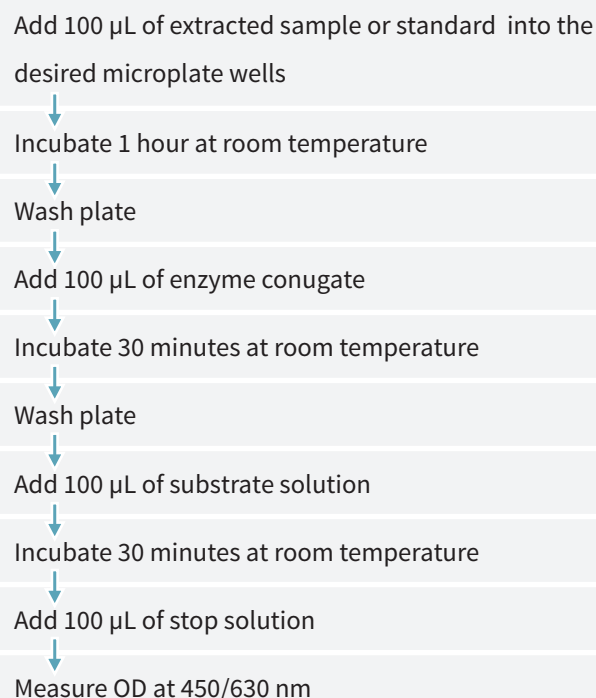 Add 100 µL of extracted sample or standard into the
desired microplate wells
Incubate 1 hour at room temperature
Wash plate
Add 100 µL of enzyme conugate
Incubate 30 minutes at room temperature
Wash plate
Add 100 µL of substrate solution
Incubate 30 minutes at room temperature
Add 100 µL of stop solution
Measure OD at 450/630 nm